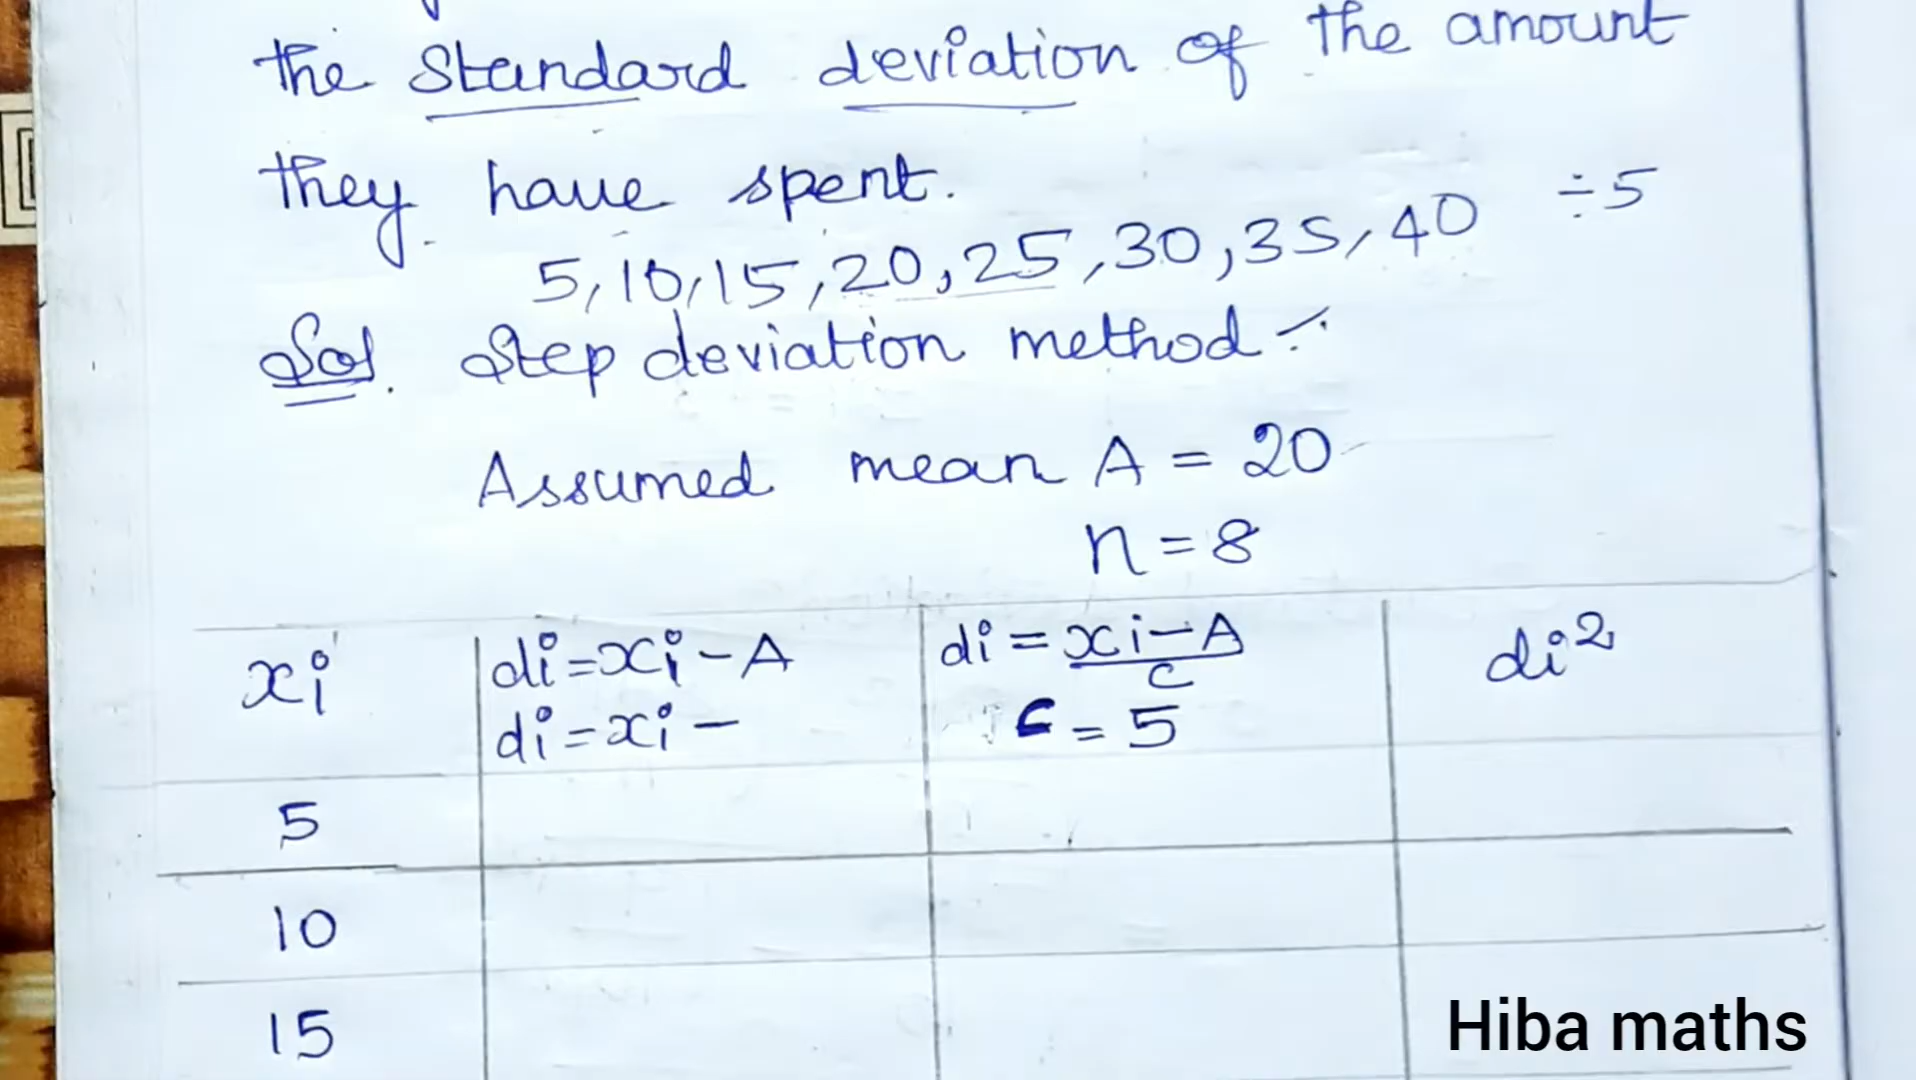 the standard deviation of the amount
they have spent.
5, 10, 15, 20, 25, 30, 35, 40 ÷5
Sol. Step deviation method :-
Assumed mean A = 20
n = 8
xi | di = xi - A | di = xi - A / c | di²
di = xi - | c = 5
5
10
15
Hiba maths